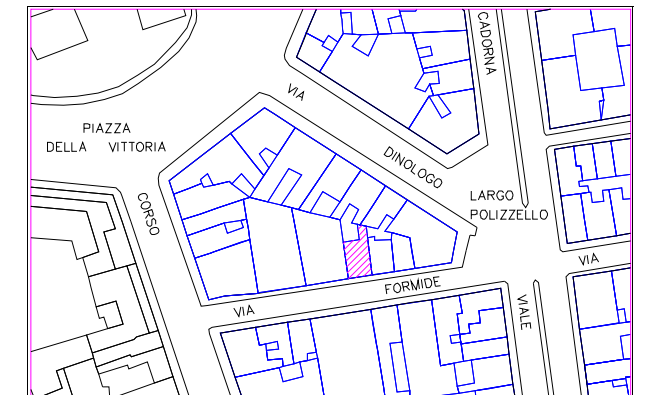 CADORNA
VIA
PIAZZA
DELLA VITTORIA
DINOLOGO
CORSO
LARGO
POLIZZELLO
VIA
FORMIDE
VIA
VIALE